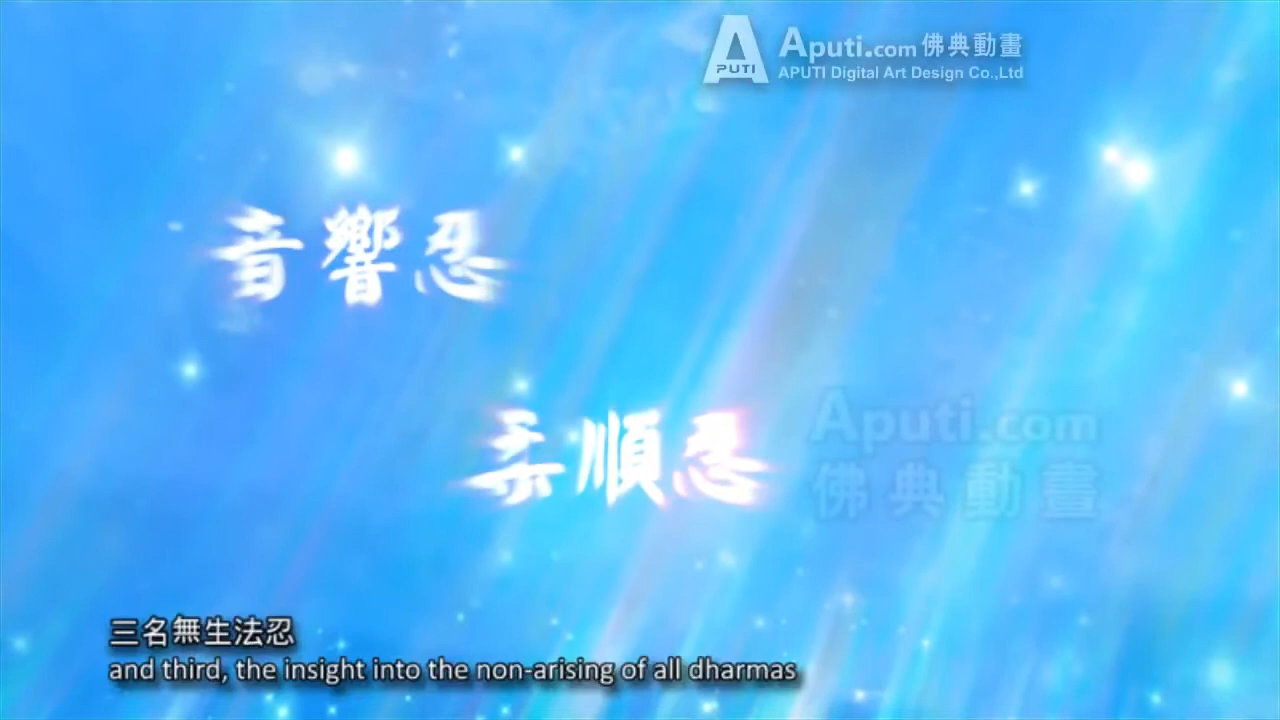 A Aputi.com 佛典動畫
PUTI APUTI Digital Art Design Co.,Ltd
音響忍
柔順忍
Aputi.com
佛典動畫
三名無生法忍
and third, the insight into the non-arising of all dharmas